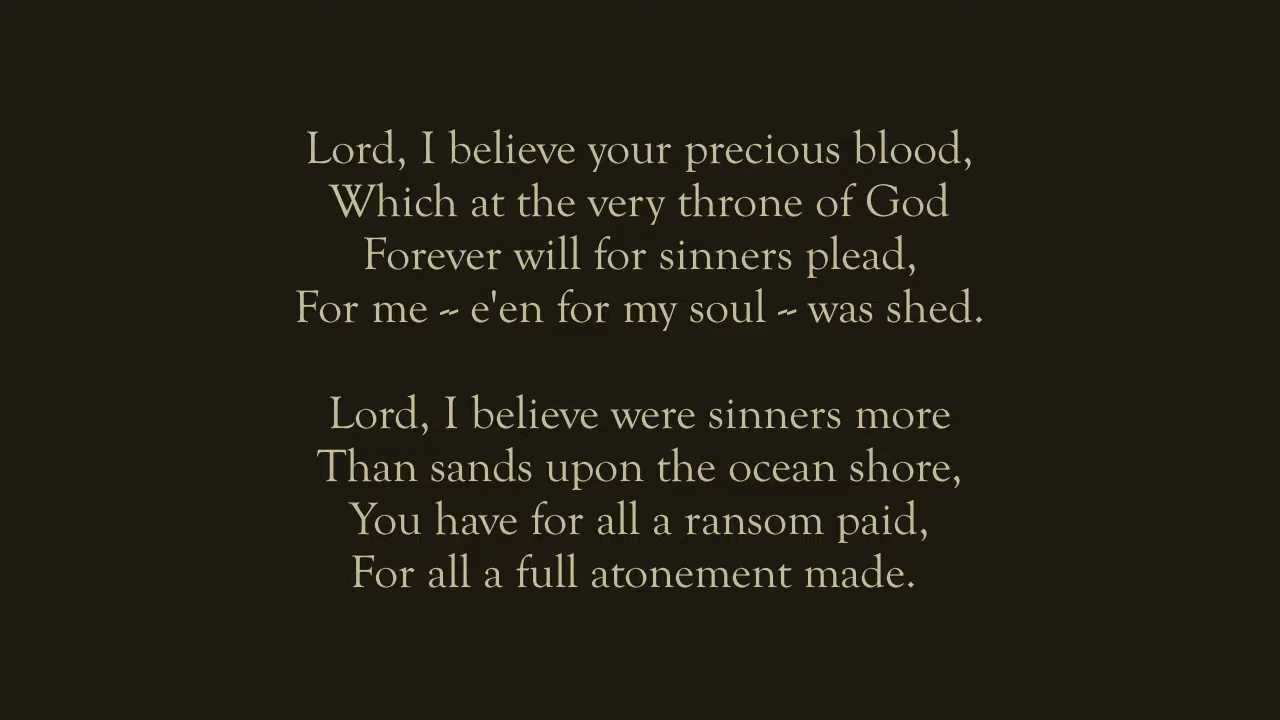 Lord, I believe your precious blood,
Which at the very throne of God
Forever will for sinners plead,
For me -- e'en for my soul -- was shed.
Lord, I believe were sinners more
Than sands upon the ocean shore,
You have for all a ransom paid,
For all a full atonement made.